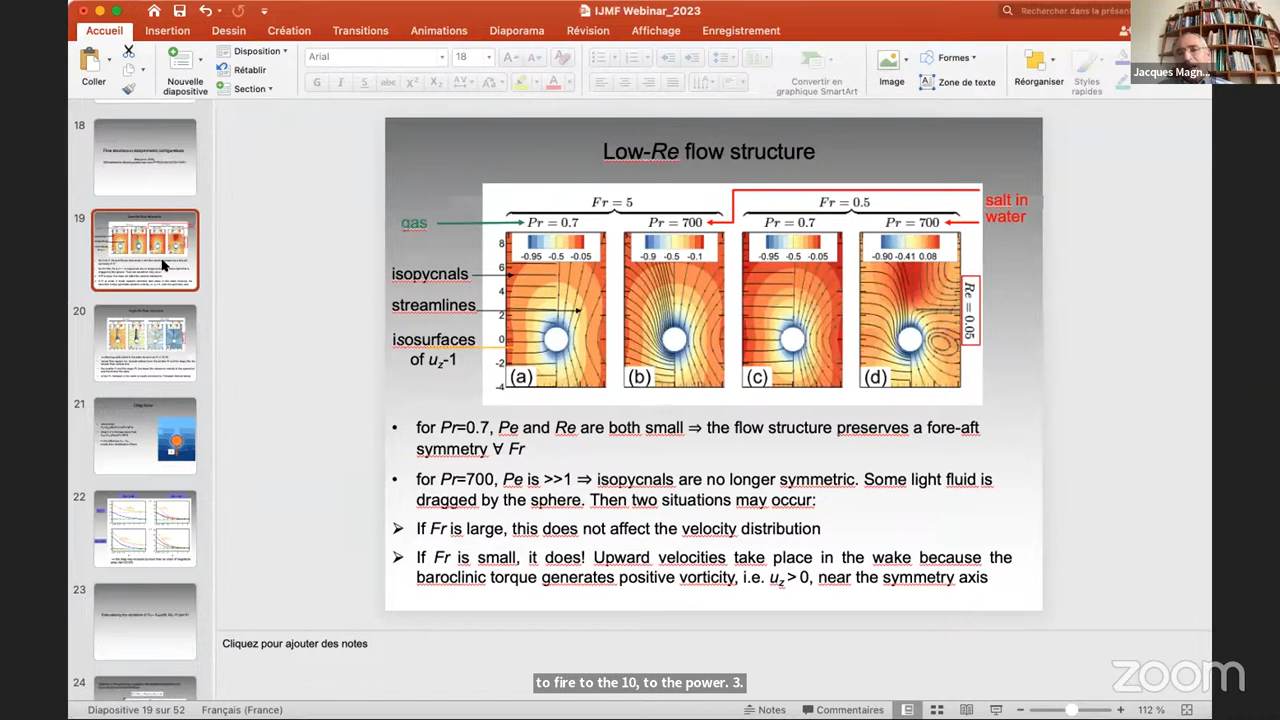 IJMF Webinar_2023
Rechercher dans la présent
Accueil Insertion Dessin Création Transitions Animations Diaporama Révision Affichage Enregistrement
Coller
Nouvelle
diapositive
Disposition
Rétablir
Section
Arial 18
Convertir en
graphique SmartArt
Image
Formes
Zone de texte
Réorganiser
Styles
rapides
Jacques Magn...
18
19
20
21
22
23
24
Low-Re flow structure
Fr = 5 Fr = 0.5
salt in
water
gas
Pr = 0.7 Pr = 700 Pr = 0.7 Pr = 700
-0.95 -0.5 -0.05 -0.9 -0.5 -0.1 -0.95 -0.5 -0.05 -0.90 -0.41 0.08
8
6
4
2
0
-2
-4
isopycnals
streamlines
isosurfaces
of uz-1
Re = 0.05
(a) (b) (c) (d)
• for Pr=0.7, Pe and Re are both small ⇒ the flow structure preserves a fore-aft
symmetry ∀ Fr
• for Pr=700, Pe is >>1 ⇒ isopycnals are no longer symmetric. Some light fluid is
dragged by the sphere. Then two situations may occur:
➢ If Fr is large, this does not affect the velocity distribution
➢ If Fr is small, it does! Upward velocities take place in the wake because the
baroclinic torque generates positive vorticity, i.e. uz > 0, near the symmetry axis
Cliquez pour ajouter des notes
to fire to the 10, to the power. 3.
zoom
Diapositive 19 sur 52 Français (France) Notes Commentaires 112 %